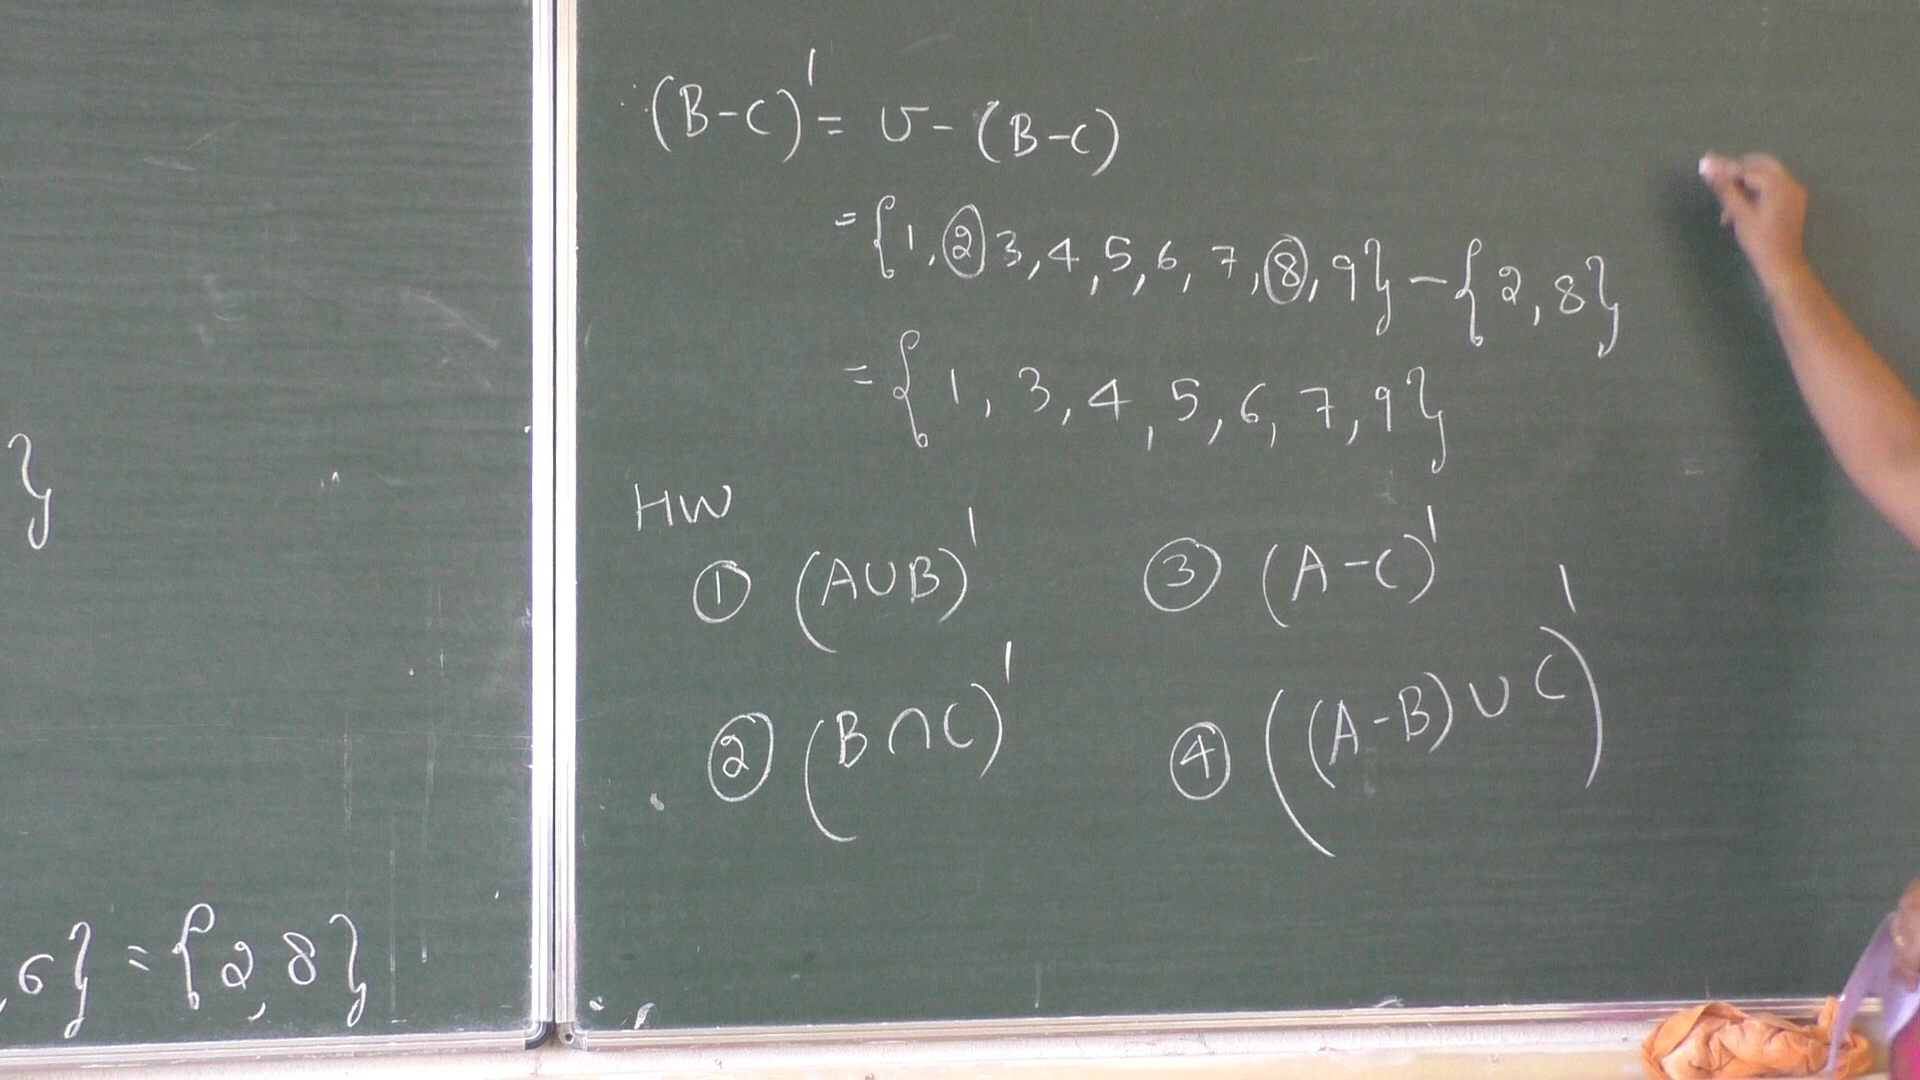 }
,6} = {2,8}
∴ (B-C)' = U - (B-C)
= {1, 2 3, 4, 5, 6, 7, 8, 9} - {2, 8}
= {1, 3, 4, 5, 6, 7, 9}
HW
① (A∪B)' ③ (A-C)'
② (B∩C)' ④ ((A-B)∪C)'